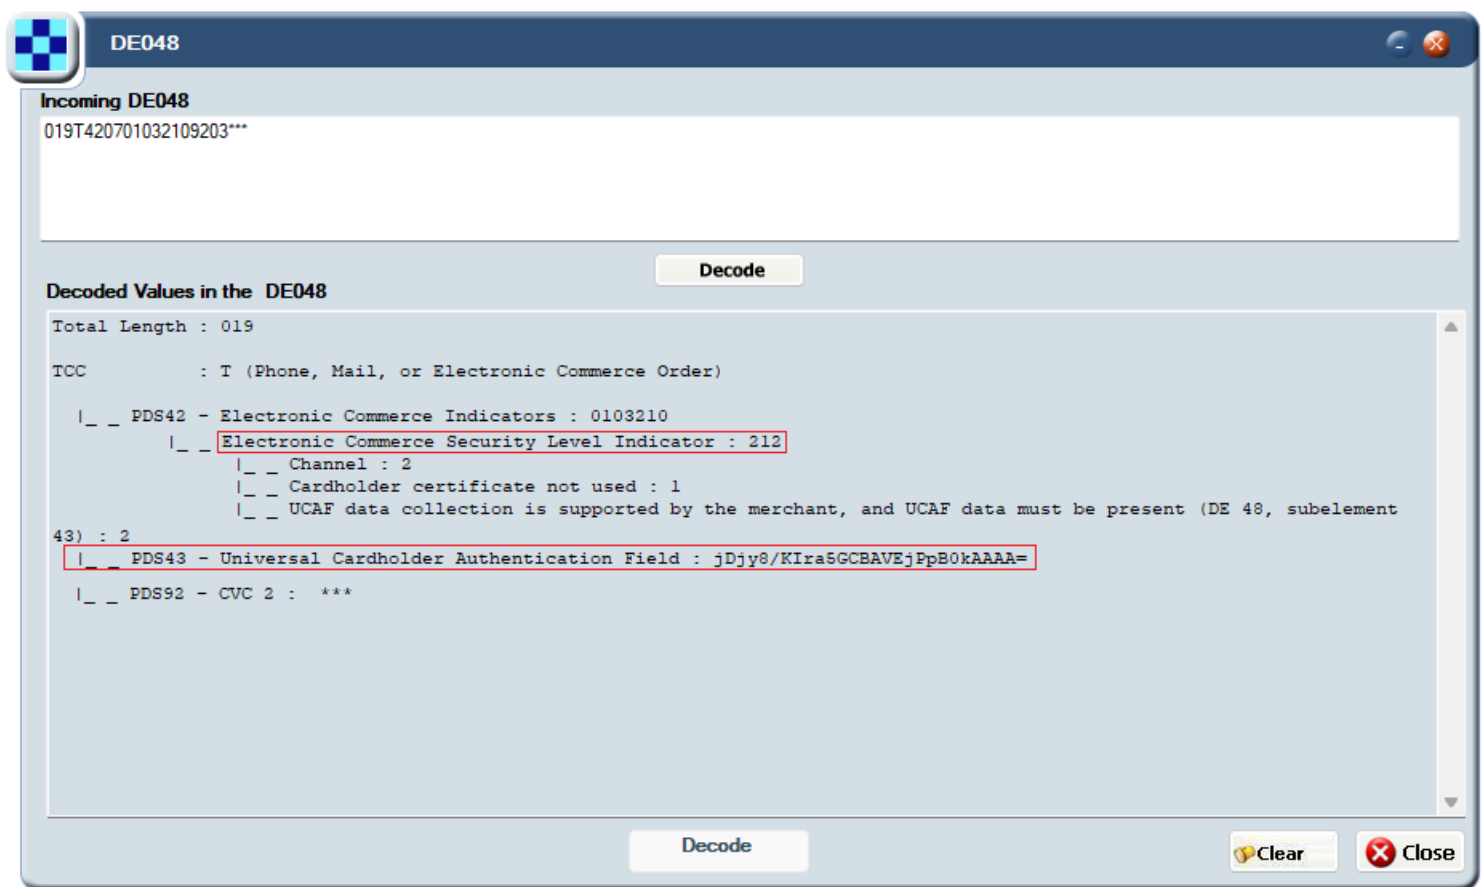 DE048
Incoming DE048
019T420701032109203***
Decode
Decoded Values in the DE048
Total Length : 019
TCC : T (Phone, Mail, or Electronic Commerce Order)
|_ _ PDS42 - Electronic Commerce Indicators : 0103210
|_ _ Electronic Commerce Security Level Indicator : 212
|_ _ Channel : 2
|_ _ Cardholder certificate not used : 1
|_ _ UCAF data collection is supported by the merchant, and UCAF data must be present (DE 48, subelement
43) : 2
|_ _ PDS43 - Universal Cardholder Authentication Field : jDjy8/KIra5GCBAVEjPpB0kAAAA=
|_ _ PDS92 - CVC 2 : ***
Decode
Clear
Close